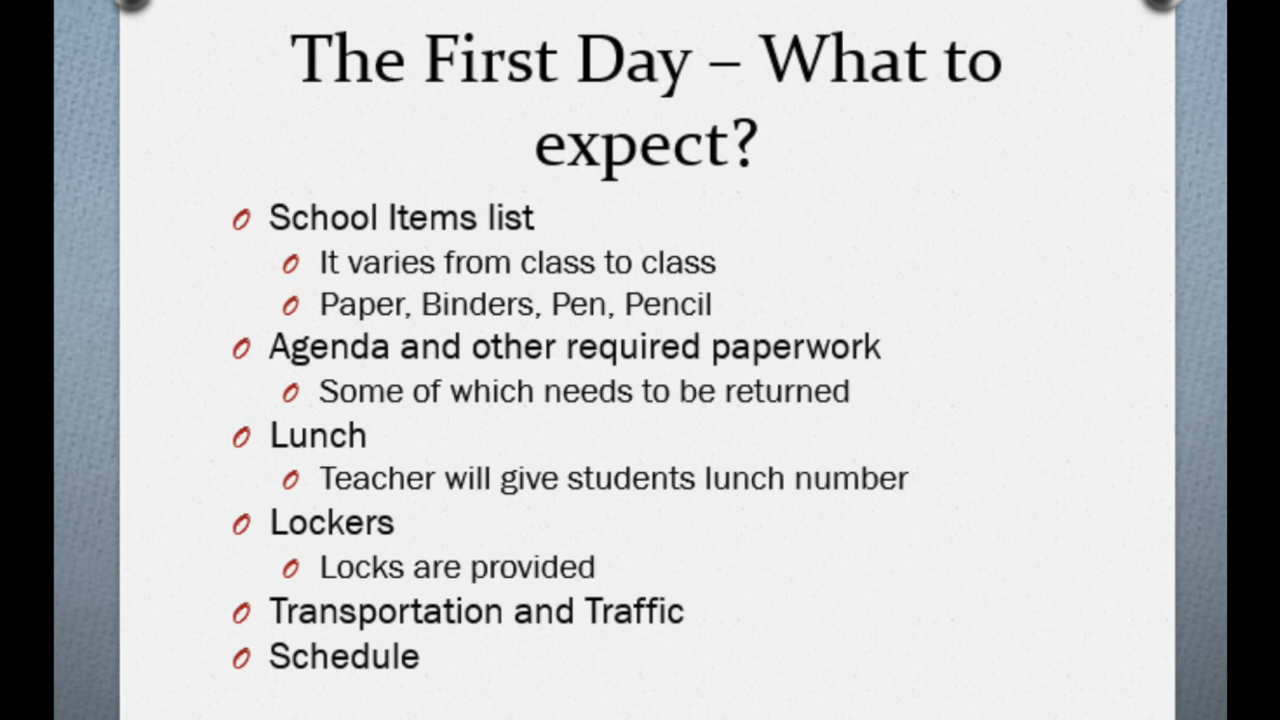 The First Day – What to
expect?
School Items list
It varies from class to class
Paper, Binders, Pen, Pencil
Agenda and other required paperwork
Some of which needs to be returned
Lunch
Teacher will give students lunch number
Lockers
Locks are provided
Transportation and Traffic
Schedule